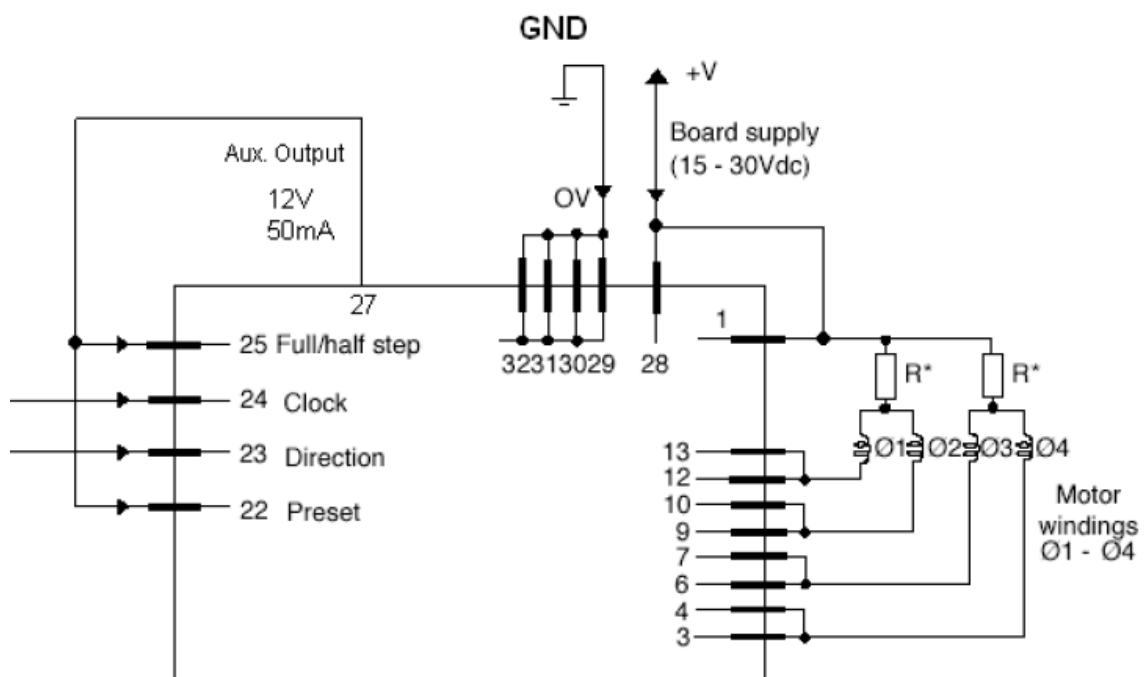 GND
+V
Board supply
(15 - 30Vdc)
Aux. Output
12V
50mA
OV
27
32313029
28
1
25 Full/half step
24 Clock
23 Direction
22 Preset
R*
R*
13
12
10
9
7
6
4
3
Ø1
Ø2
Ø3
Ø4
Motor
windings
Ø1 - Ø4